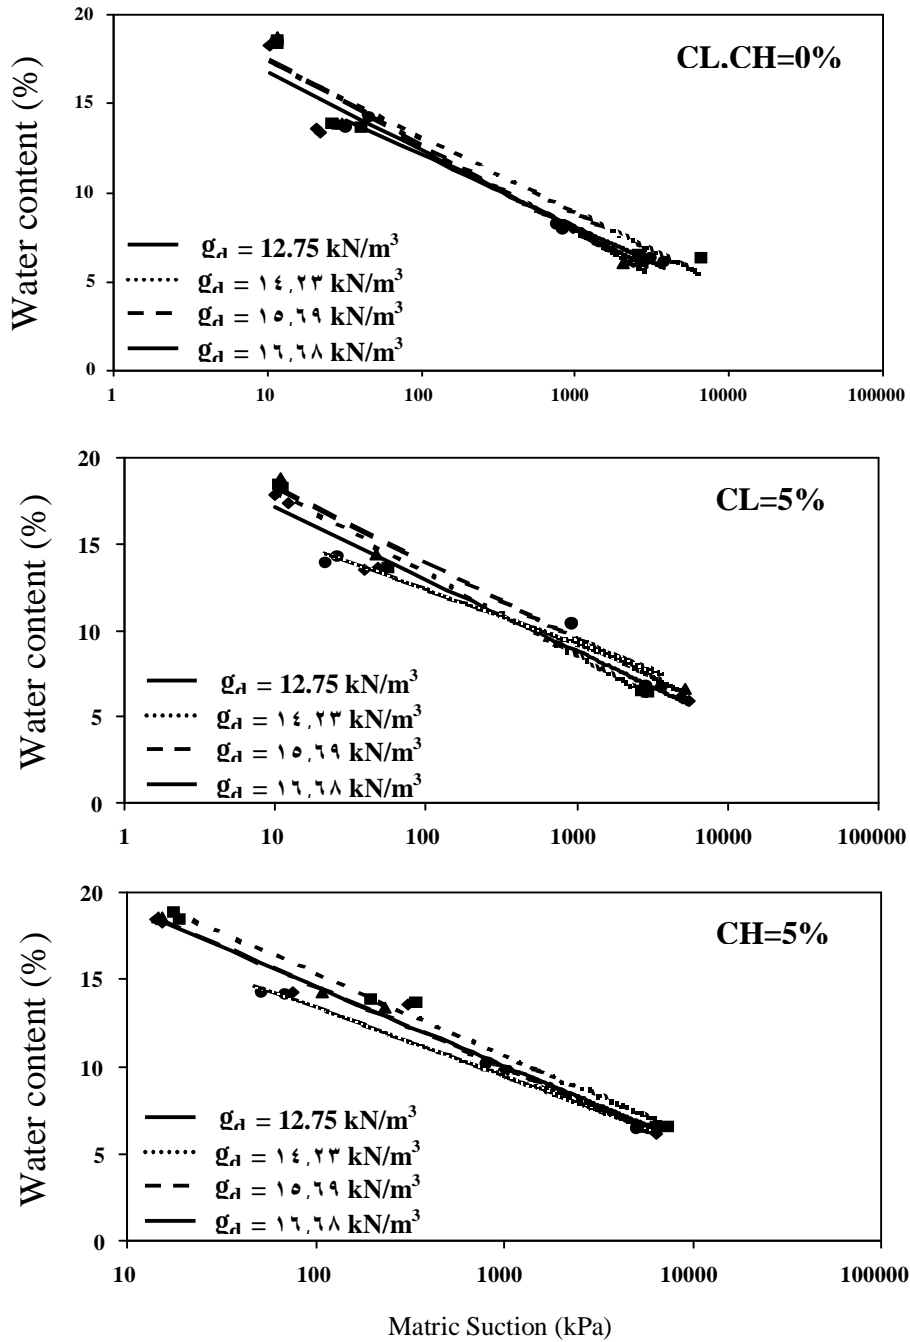 20
15
10
5
0
Water content (%)
CL.CH=0%
g_d = 12.75 kN/m³
g_d = ١٤.٢٣ kN/m³
g_d = ١٥.٦٩ kN/m³
g_d = ١٦.٦٨ kN/m³
1 10 100 1000 10000 100000
20
15
10
5
0
Water content (%)
CL=5%
g_d = 12.75 kN/m³
g_d = ١٤.٢٣ kN/m³
g_d = ١٥.٦٩ kN/m³
g_d = ١٦.٦٨ kN/m³
1 10 100 1000 10000 100000
20
15
10
5
0
Water content (%)
CH=5%
g_d = 12.75 kN/m³
g_d = ١٤.٢٣ kN/m³
g_d = ١٥.٦٩ kN/m³
g_d = ١٦.٦٨ kN/m³
10 100 1000 10000 100000
Matric Suction (kPa)